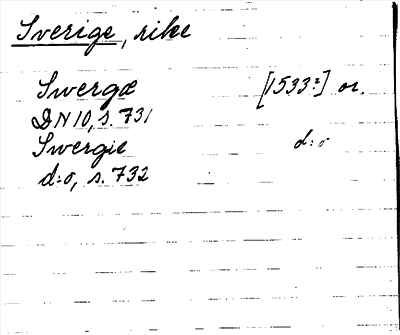 Sverige, rike
Swergæ [1533?] or.
DN 10, s. 731
Swergie d:o
d:o, s. 732